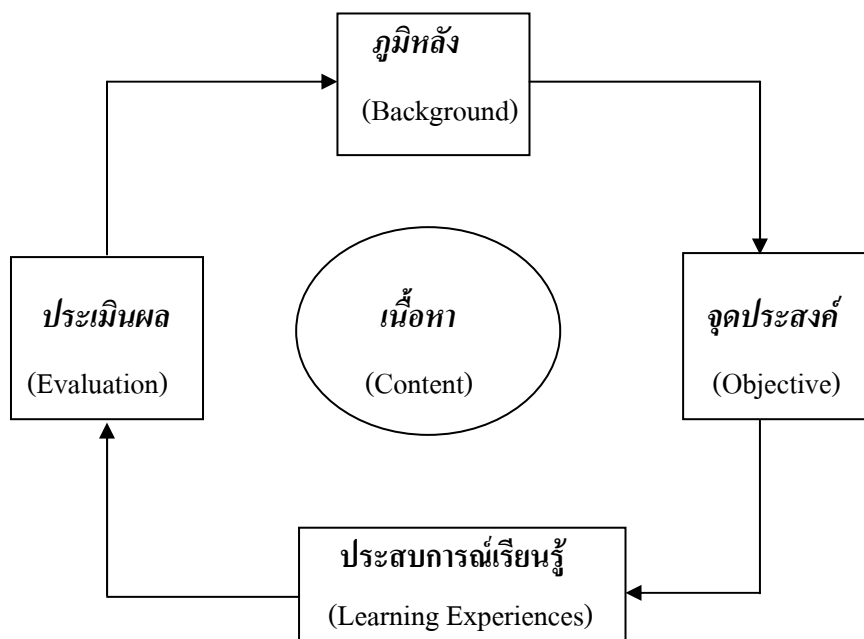 ภูมิหลัง
(Background)
ประเมินผล
(Evaluation)
เนื้อหา
(Content)
จุดประสงค์
(Objective)
ประสบการณ์เรียนรู้
(Learning Experiences)